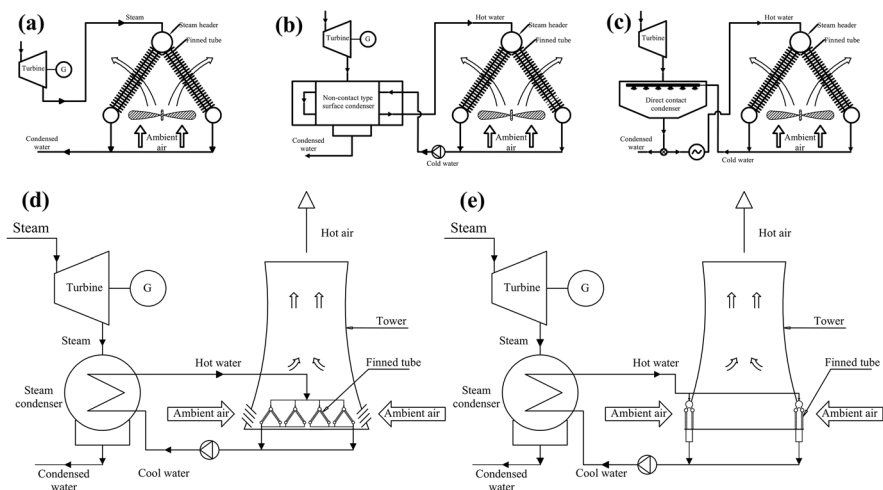 (a)
Steam
Steam header
Finned tube
Turbine
G
Ambient
air
Condensed
water
(b)
Turbine
G
Hot water
Steam header
Finned tube
Non-contact type
surface condenser
Condensed
water
Cold water
Ambient
air
(c)
Turbine
Hot water
Steam header
Finned tube
Direct contact
condenser
Condensed
water
Cold water
Ambient
air
(d)
Steam
Turbine
G
Steam
Hot water
Steam
condenser
Condensed
water
Cool water
Hot air
Tower
Finned tube
Ambient air
Ambient air
(e)
Steam
Turbine
G
Steam
Hot water
Steam
condenser
Condensed
water
Cool water
Hot air
Tower
Finned tube
Ambient air
Ambient air